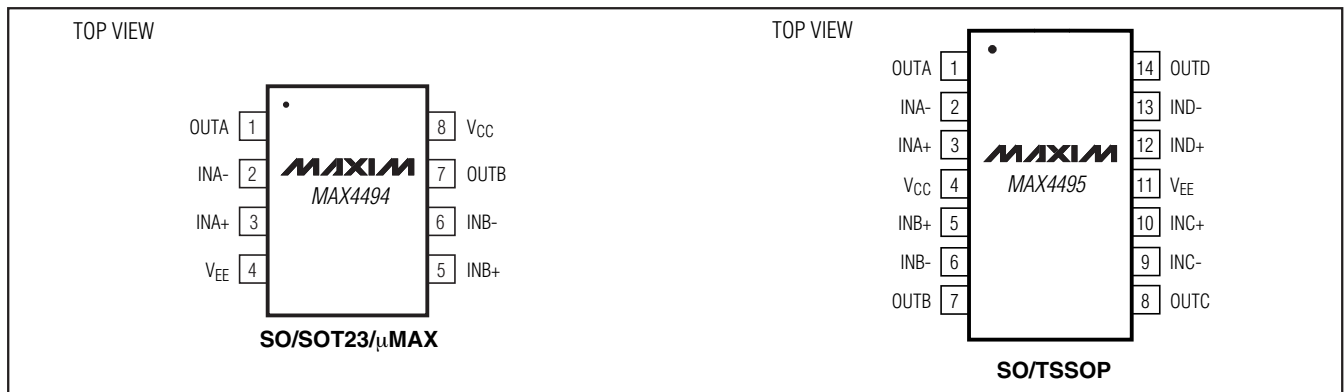 TOP VIEW
OUTA 1
INA- 2
INA+ 3
VEE 4
8 VCC
7 OUTB
6 INB-
5 INB+
MAXIM
MAX4494
SO/SOT23/µMAX
TOP VIEW
OUTA 1
INA- 2
INA+ 3
VCC 4
INB+ 5
INB- 6
OUTB 7
14 OUTD
13 IND-
12 IND+
11 VEE
10 INC+
9 INC-
8 OUTC
MAXIM
MAX4495
SO/TSSOP